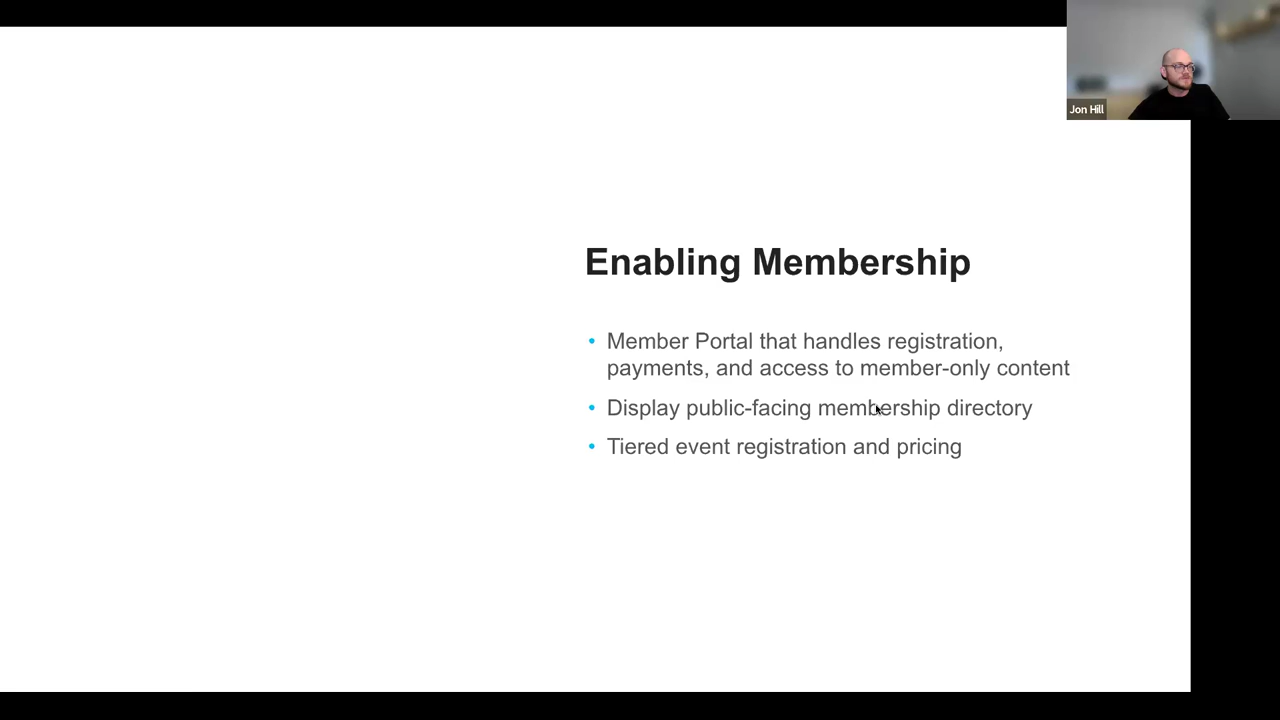 Jon Hill
Enabling Membership
• Member Portal that handles registration,
payments, and access to member-only content
• Display public-facing membership directory
• Tiered event registration and pricing